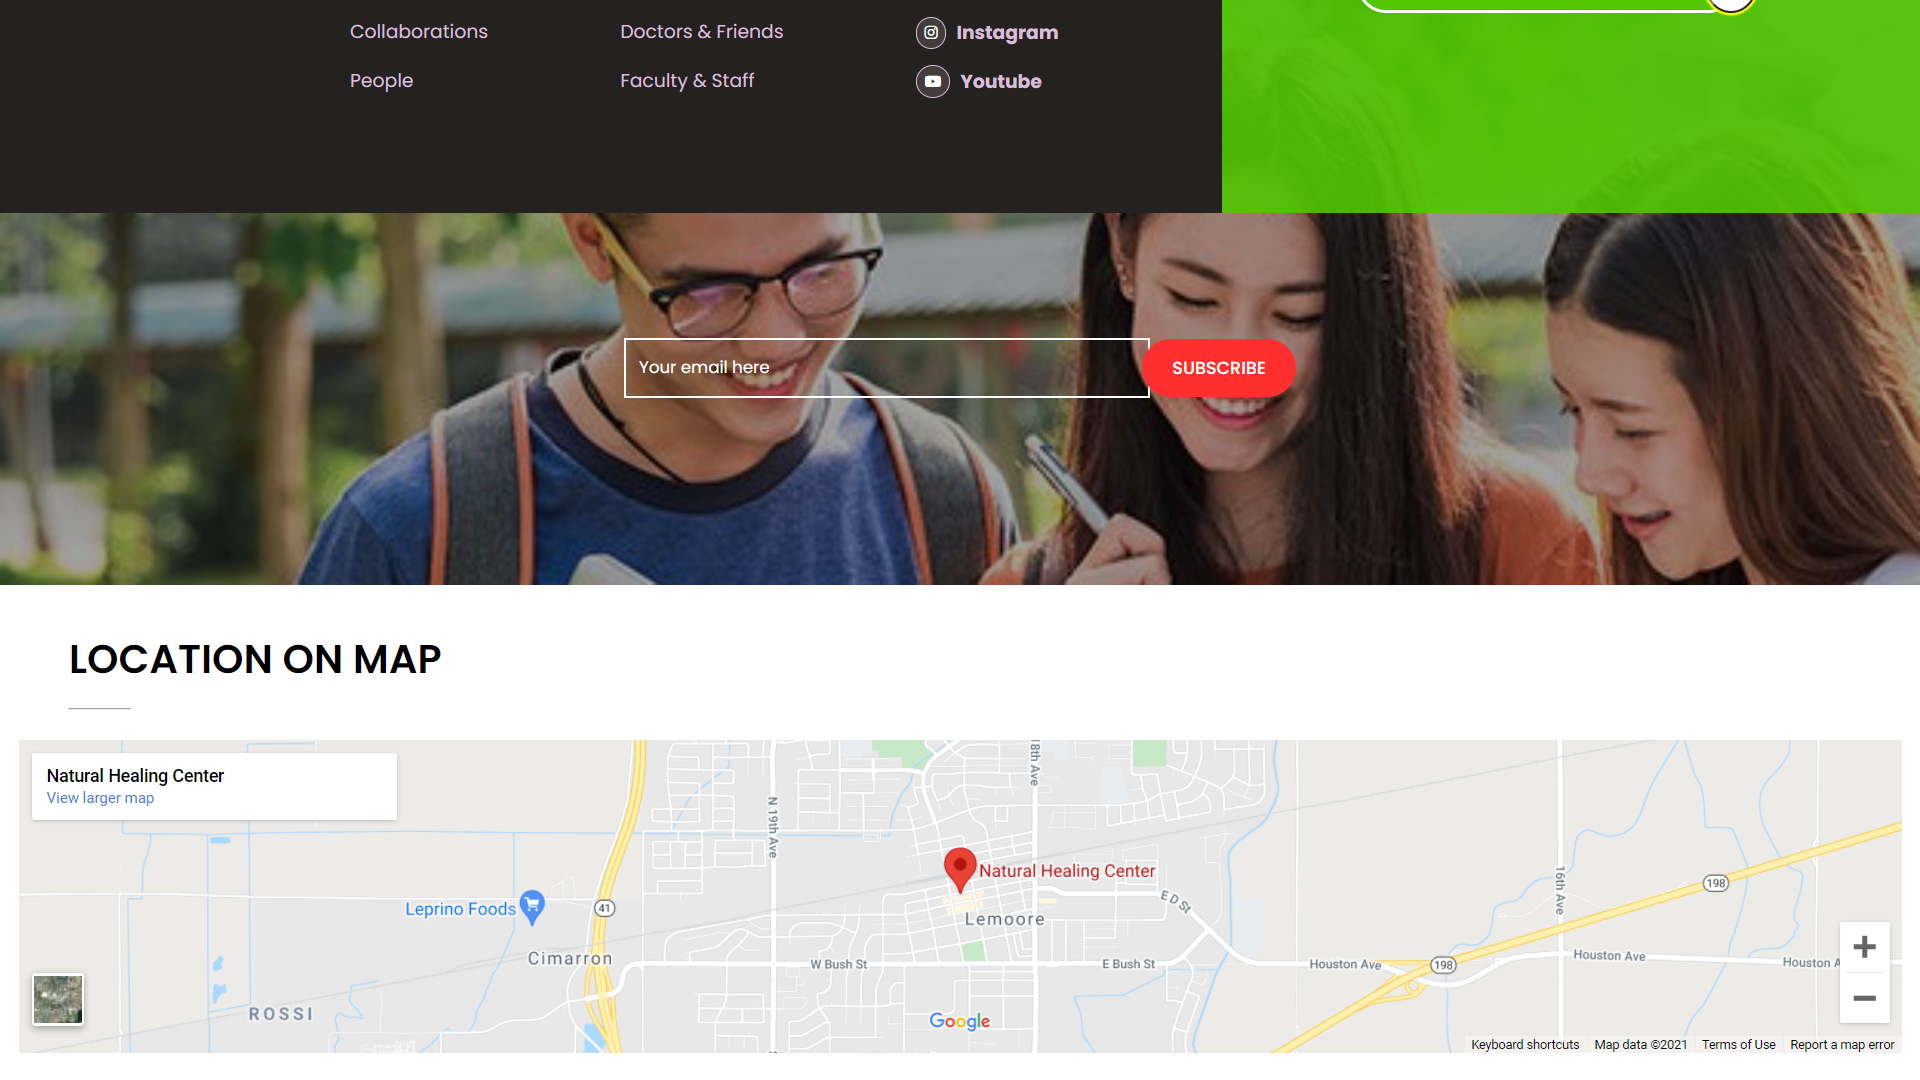 Collaborations
Doctors & Friends
Instagram
People
Faculty & Staff
Youtube
Your email here
SUBSCRIBE
LOCATION ON MAP
Natural Healing Center
View larger map
18th Ave
N 19th Ave
Natural Healing Center
Leprino Foods
41
Lemoore
E D St
16th Ave
198
Cimarron
W Bush St
E Bush St
Houston Ave
198
Houston Ave
Houston A
ROSSI
Google
Keyboard shortcuts
Map data ©2021
Terms of Use
Report a map error